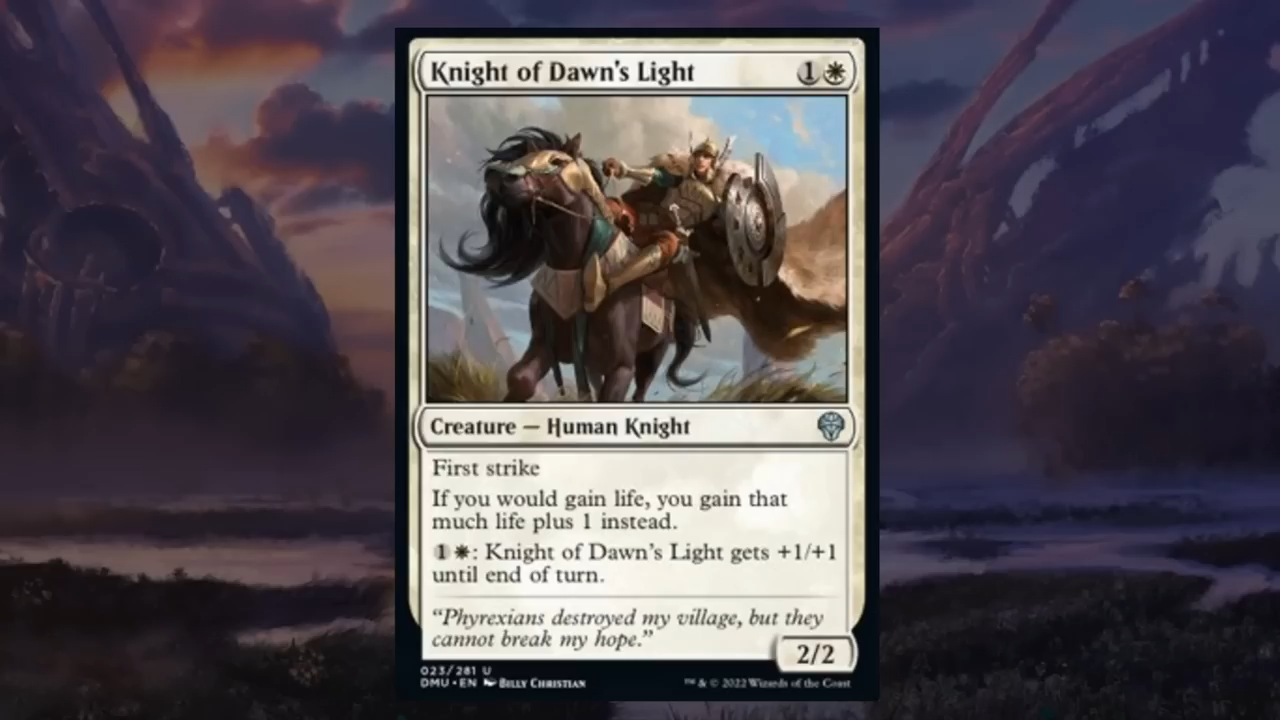 Knight of Dawn's Light 1
Creature — Human Knight
First strike
If you would gain life, you gain that
much life plus 1 instead.
1 : Knight of Dawn's Light gets +1/+1
until end of turn.
"Phyrexians destroyed my village, but they
cannot break my hope."
2/2
023/281 U
DMU • EN Billy Christian
™ & © 2022 Wizards of the Coast